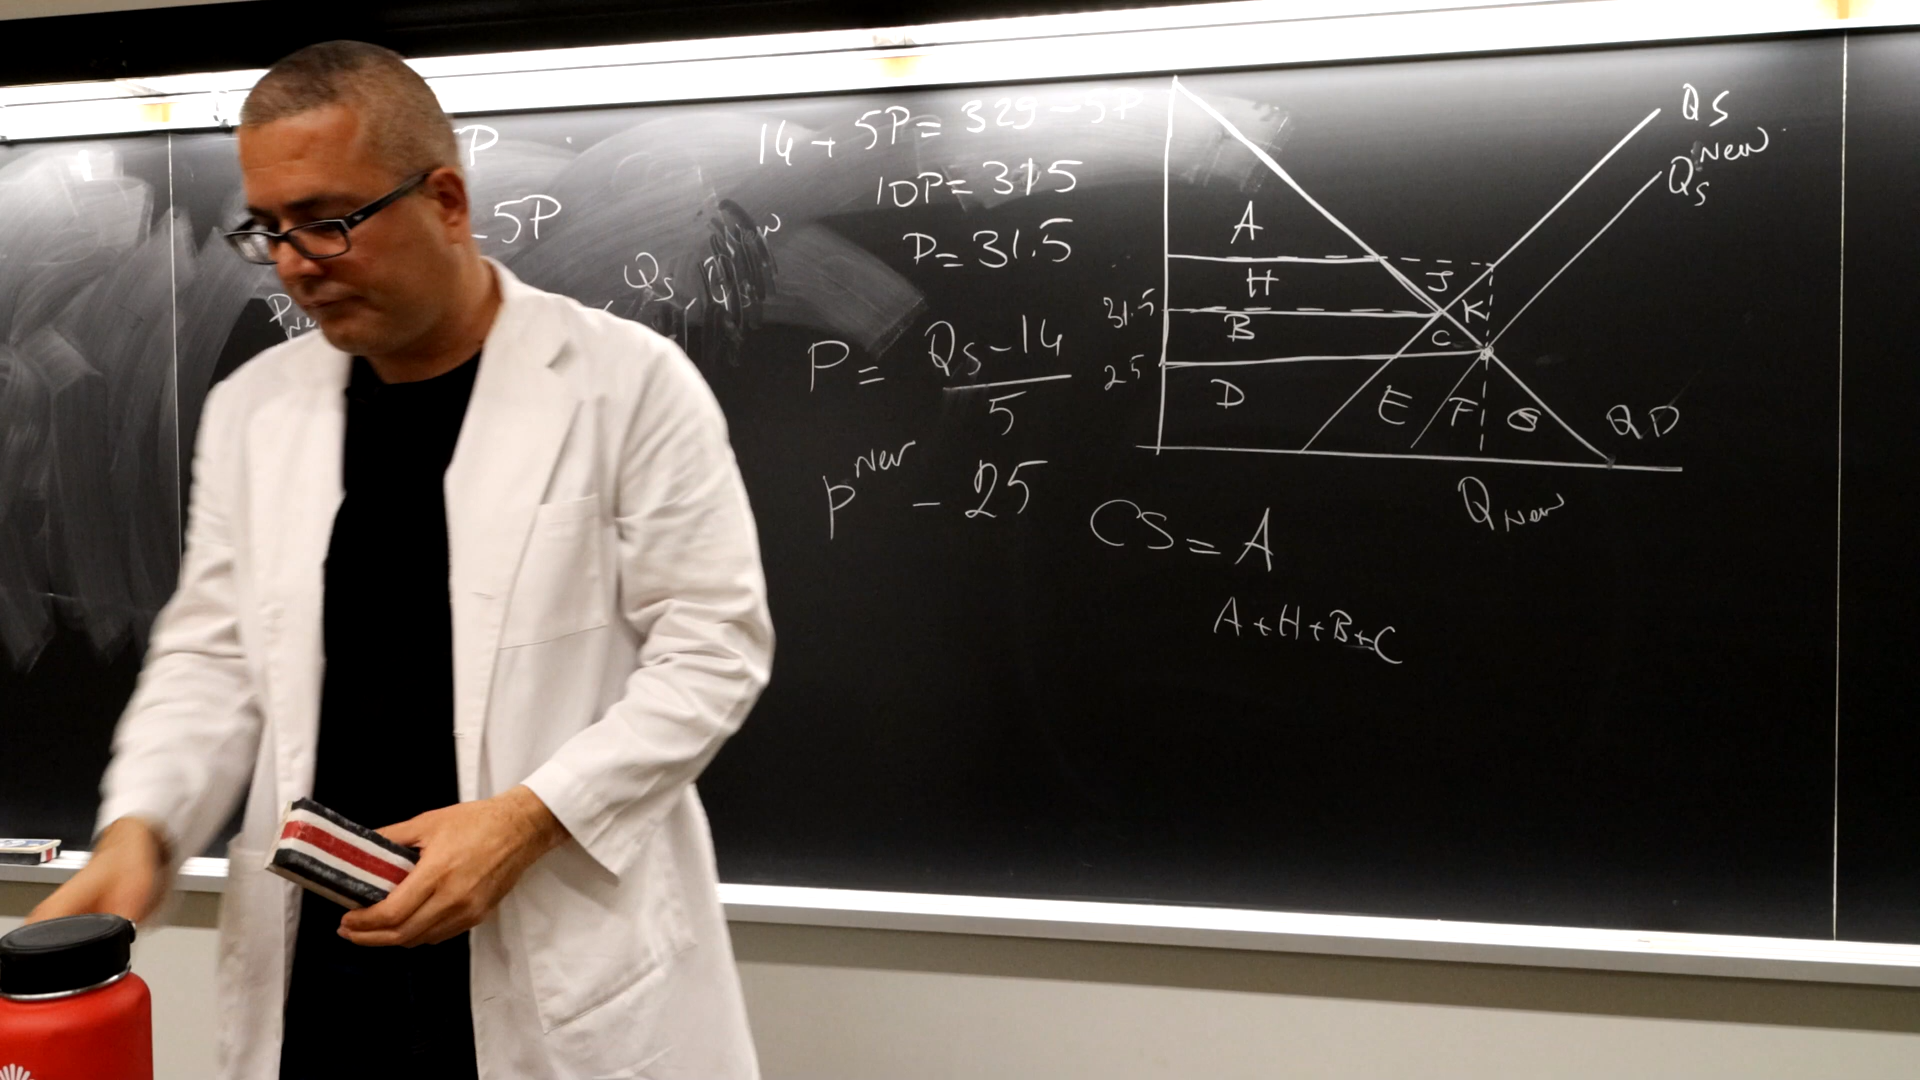 P
5P
14 + 5P = 329 - 5P
10P = 315
P = 31.5
Qs
P = Qs - 14
5
P New - 25
Qs
Qs New
A
H
J
31.5
K
B
C
25
D
E
F
G
QD
Q New
CS = A
A + H + B + C